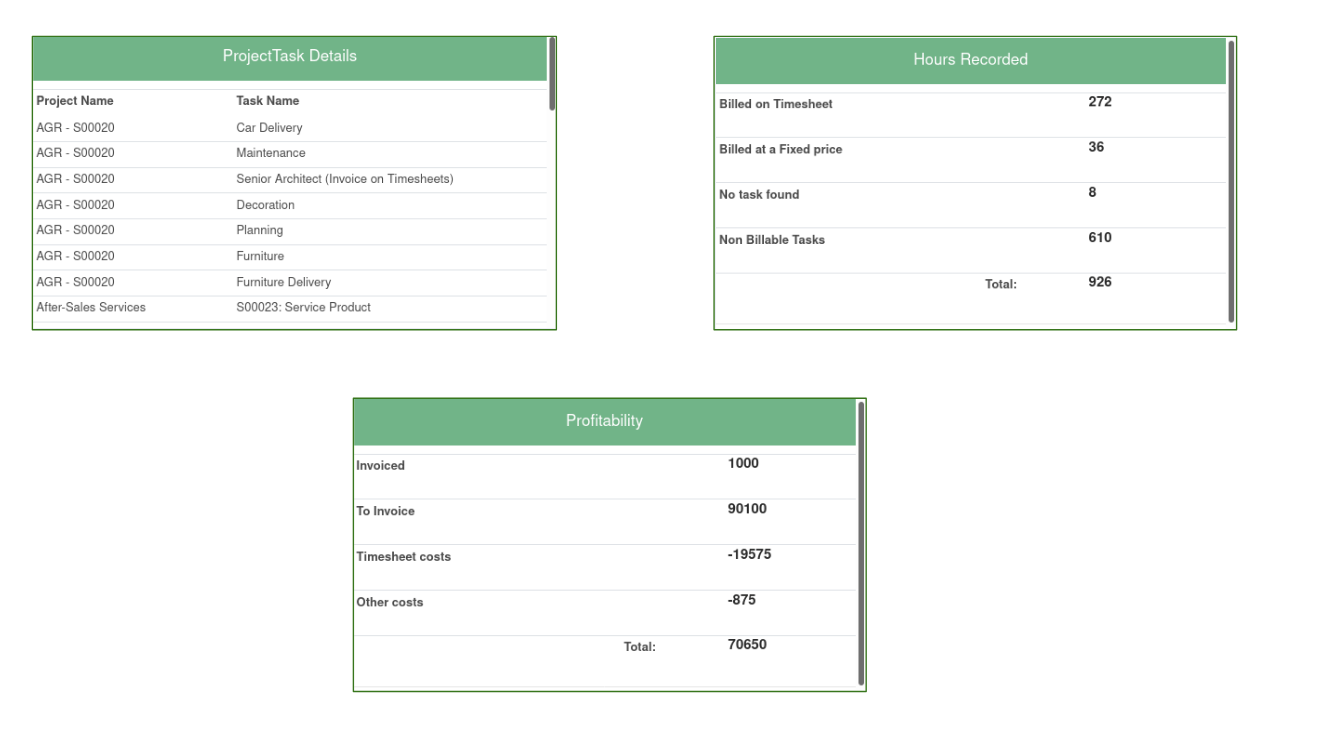 ProjectTask Details
Project Name Task Name
AGR - S00020 Car Delivery
AGR - S00020 Maintenance
AGR - S00020 Senior Architect (Invoice on Timesheets)
AGR - S00020 Decoration
AGR - S00020 Planning
AGR - S00020 Furniture
AGR - S00020 Furniture Delivery
After-Sales Services S00023: Service Product
Hours Recorded
Billed on Timesheet 272
Billed at a Fixed price 36
No task found 8
Non Billable Tasks 610
Total: 926
Profitability
Invoiced 1000
To Invoice 90100
Timesheet costs -19575
Other costs -875
Total: 70650